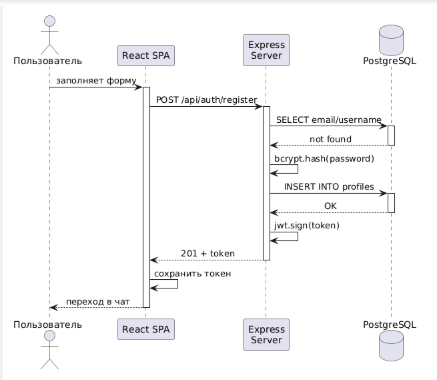 Пользователь
React SPA
Express
Server
PostgreSQL
заполняет форму
POST /api/auth/register
SELECT email/username
not found
bcrypt.hash(password)
INSERT INTO profiles
OK
jwt.sign(token)
201 + token
сохранить токен
переход в чат
Пользователь
React SPA
Express
Server
PostgreSQL